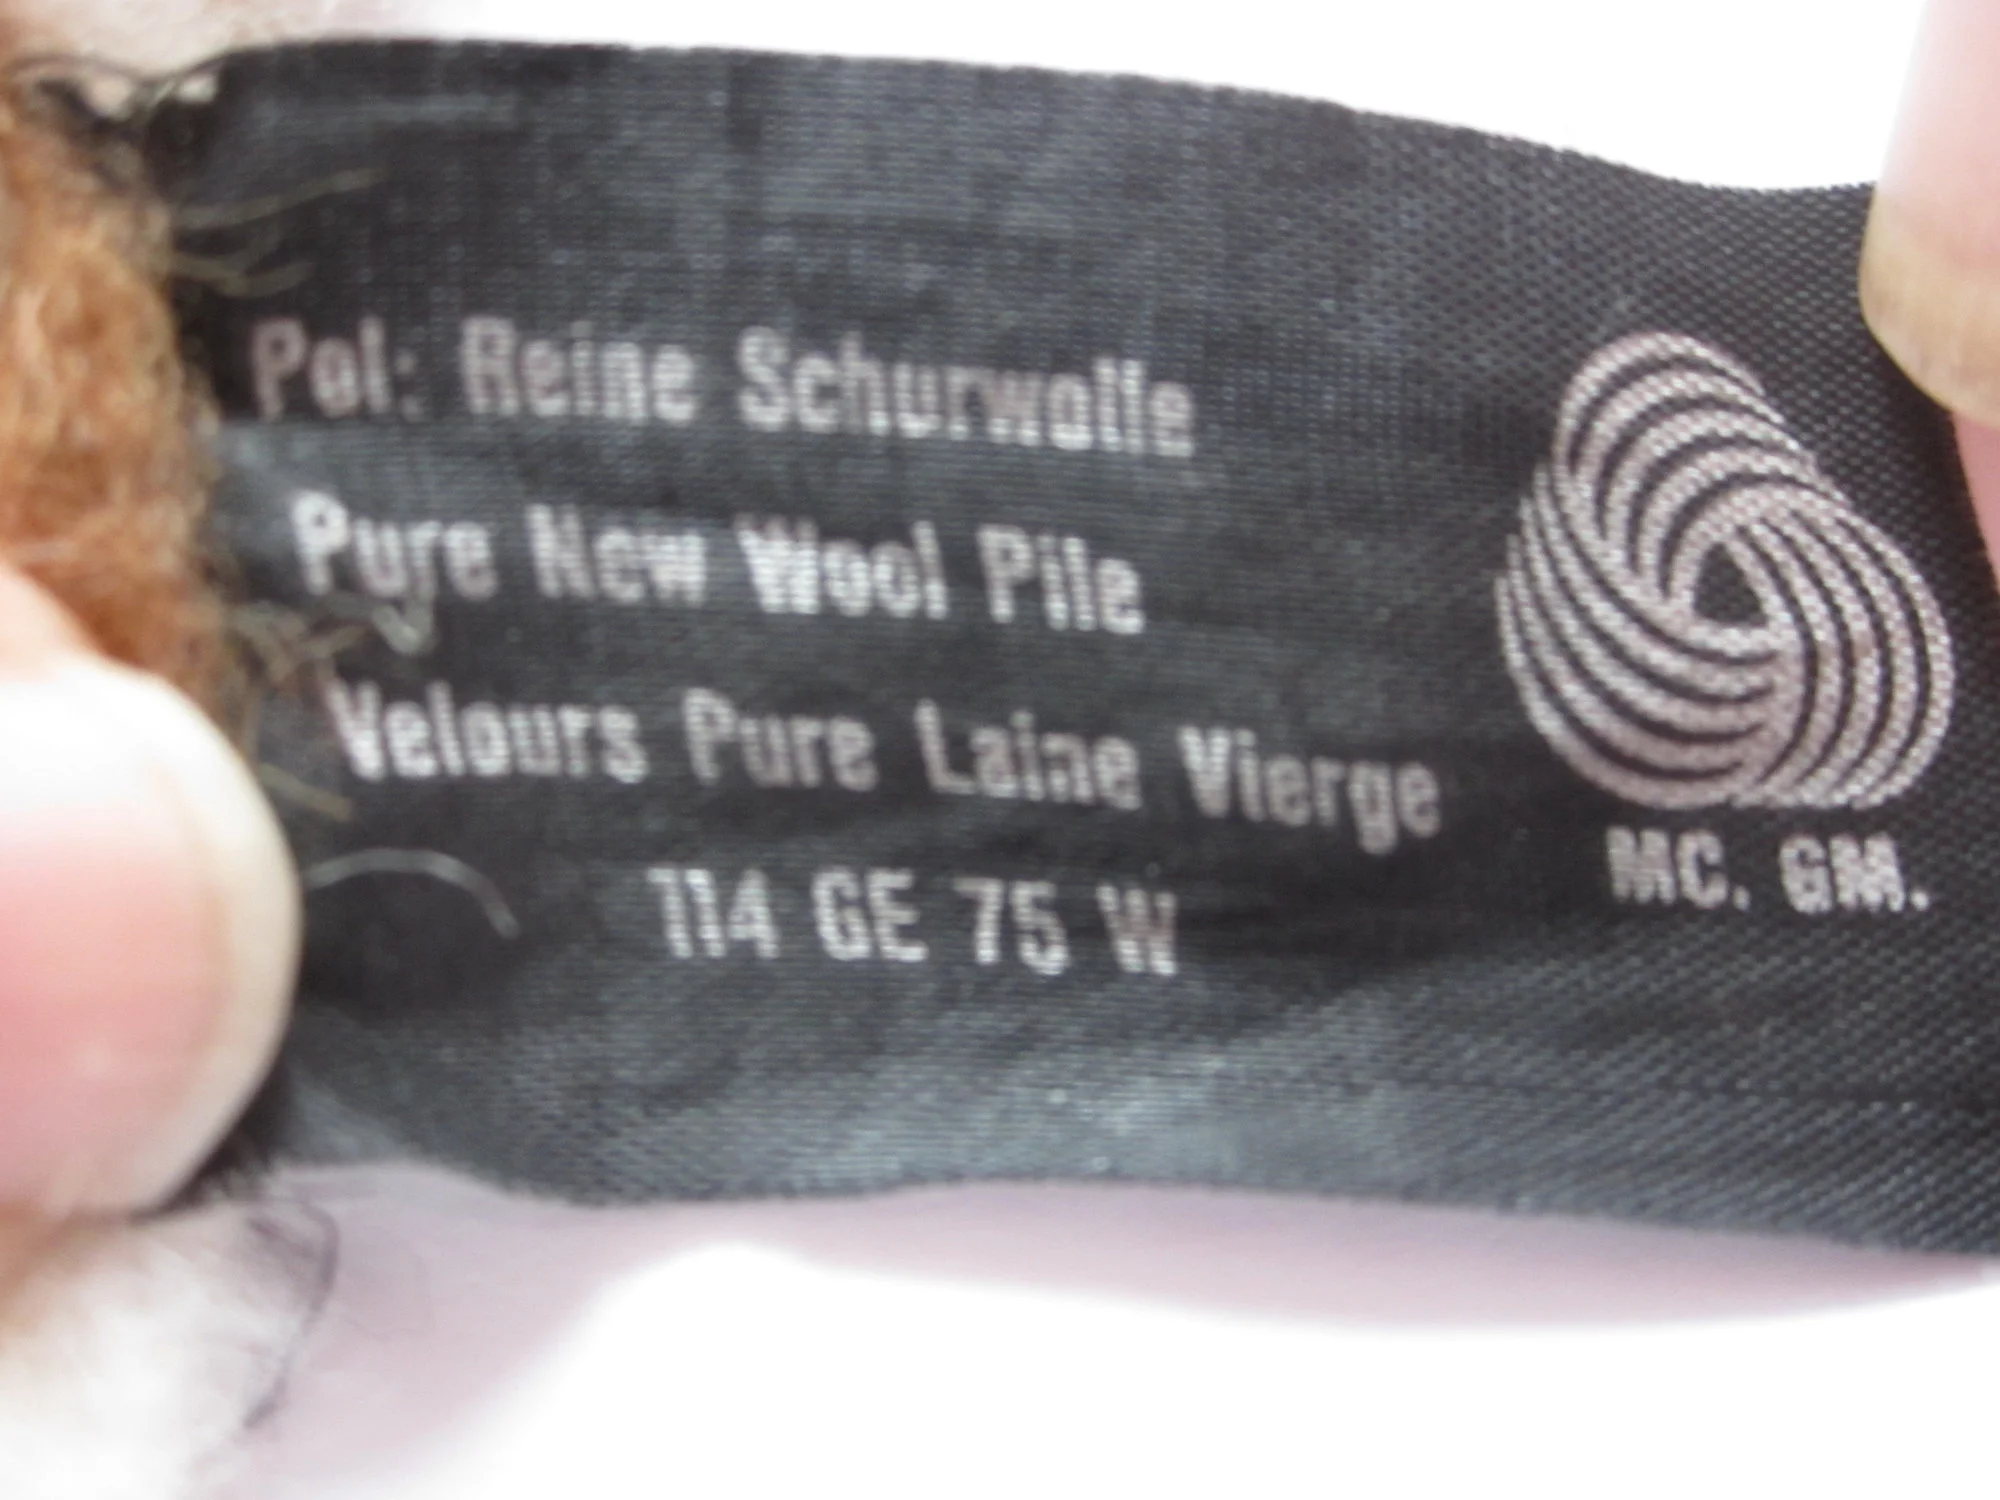 Pol: Reine Schurwolle
Pure New Wool Pile
Velours Pure Laine Vierge
114 GE 75 W
MC. GM.